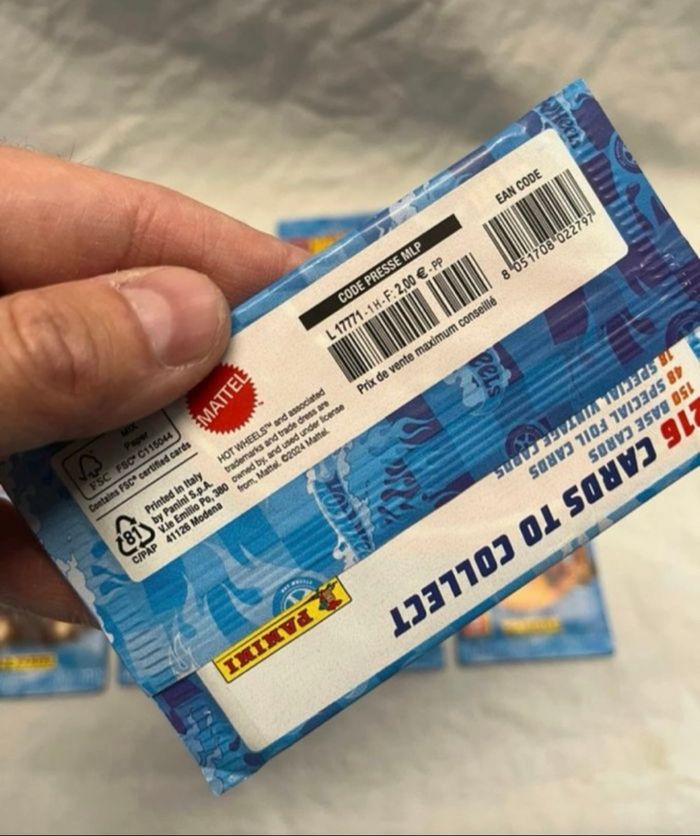 CODE PRESSE MLP
L 17771 - 1 H - F: 2,00 € - PP
Prix de vente maximum conseillé
EAN CODE
8 051708 022797
MATTEL
HOT WHEELS™ and associated
trademarks and trade dress are
owned by, and used under license
from, Mattel. ©2024 Mattel.
MIX
Paper
FSC® C115044
FSC
Contains FSC® certified cards
81
C/PAP
Printed in Italy
by Panini S.p.A.
V.le Emilio Po, 380
41126 Modena
PANINI
216 CARDS TO COLLECT
150 BASE CARDS
48 SPECIAL FOIL CARDS
18 SPECIAL VINTAGE CARDS